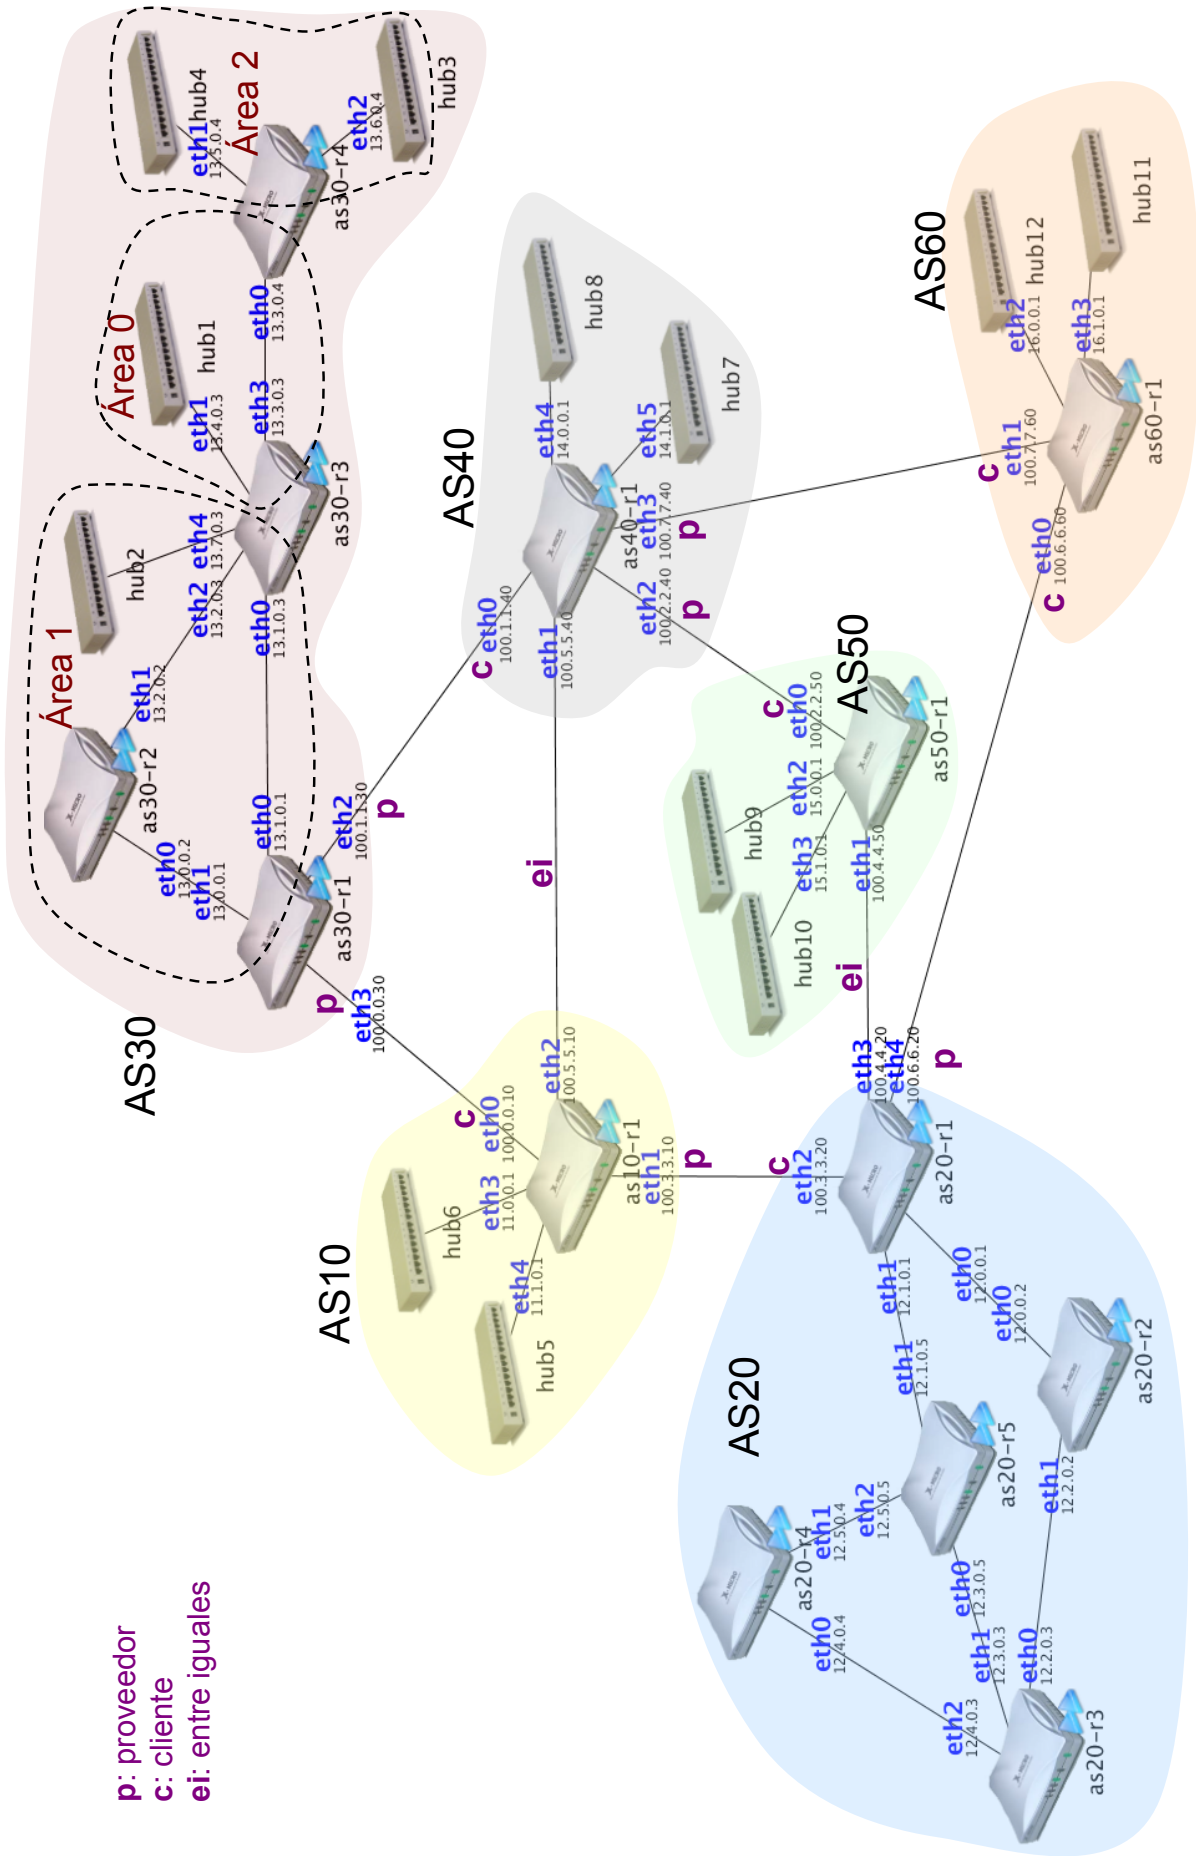 p: proveedor
c: cliente
ei: entre iguales
AS30
Área 1
as30-r2
eth0
13.0.0.2
eth1
13.2.0.2
hub2
as30-r1
eth1
13.0.0.1
eth0
13.1.0.1
eth2
100.1.1.30
p
eth3
100.0.0.30
p
Área 0
hub1
as30-r3
eth0
13.1.0.3
eth2
13.2.0.3
eth4
13.7.0.3
eth1
13.4.0.3
eth3
13.3.0.3
Área 2
hub4
hub3
as30-r4
eth0
13.3.0.4
eth1
13.5.0.4
eth2
13.6.0.4
AS10
hub6
hub5
as10-r1
c
eth0
100.0.0.10
eth3
11.0.0.1
eth4
11.1.0.1
eth2
100.5.5.10
eth1
100.3.3.10
p
ei
AS40
hub8
hub7
as40-r1
c
eth0
100.1.1.40
eth1
100.5.5.40
eth4
14.0.0.1
eth5
14.1.0.1
eth3
100.7.7.40
p
eth2
100.2.2.40
p
AS50
hub9
hub10
as50-r1
c
eth0
100.2.2.50
eth2
15.0.0.1
eth3
15.1.0.1
eth1
100.4.4.50
ei
AS60
hub12
hub11
as60-r1
eth2
16.0.0.1
eth3
16.1.0.1
c
eth1
100.7.7.60
eth0
100.6.6.60
c
AS20
as20-r1
c
eth2
100.3.3.20
eth3
100.4.4.20
eth4
100.6.6.20
p
eth1
12.1.0.1
eth0
12.0.0.1
as20-r2
eth0
12.0.0.2
eth1
12.2.0.2
as20-r5
eth1
12.1.0.5
eth2
12.5.0.5
eth0
12.3.0.5
as20-r4
eth1
12.5.0.4
eth0
12.4.0.4
as20-r3
eth2
12.4.0.3
eth1
12.3.0.3
eth0
12.2.0.3